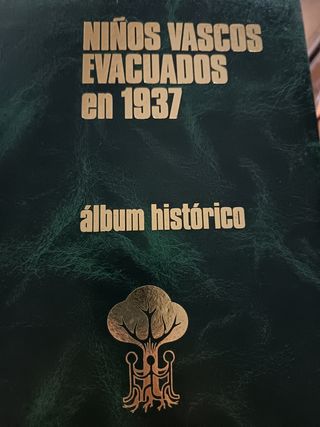 NIÑOS VASCOS
EVACUADOS
en 1937
álbum histórico